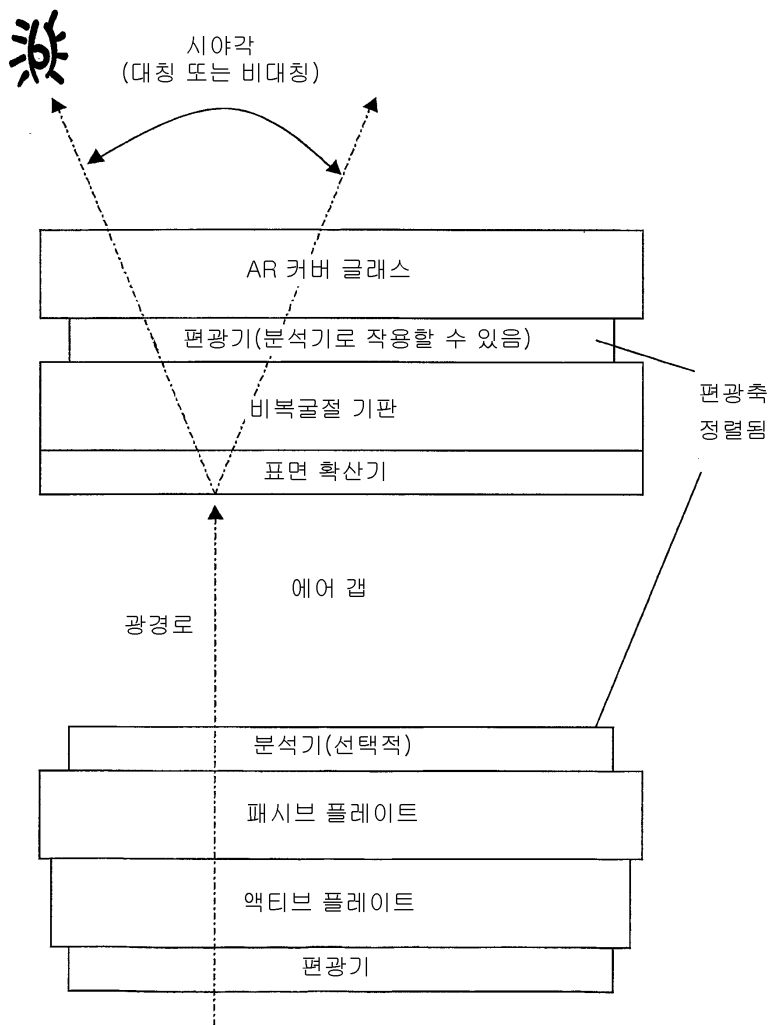 시야각
(대칭 또는 비대칭)
AR 커버 글래스
편광기(분석기로 작용할 수 있음)
비복굴절 기판
편광축
정렬됨
표면 확산기
에어 갭
광경로
분석기(선택적)
패시브 플레이트
액티브 플레이트
편광기